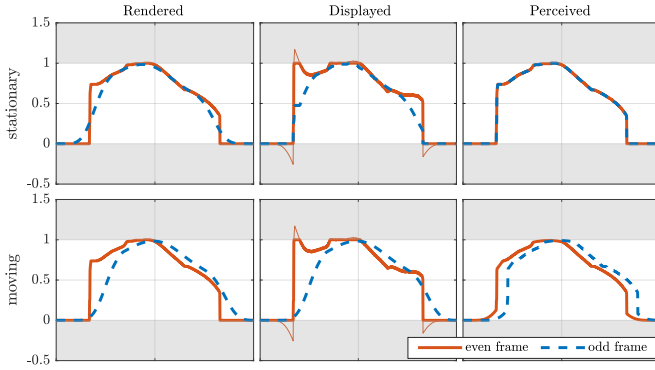 Rendered Displayed Perceived
1.5
1
0.5
0
-0.5
stationary
1.5
1
0.5
0
-0.5
moving
even frame odd frame